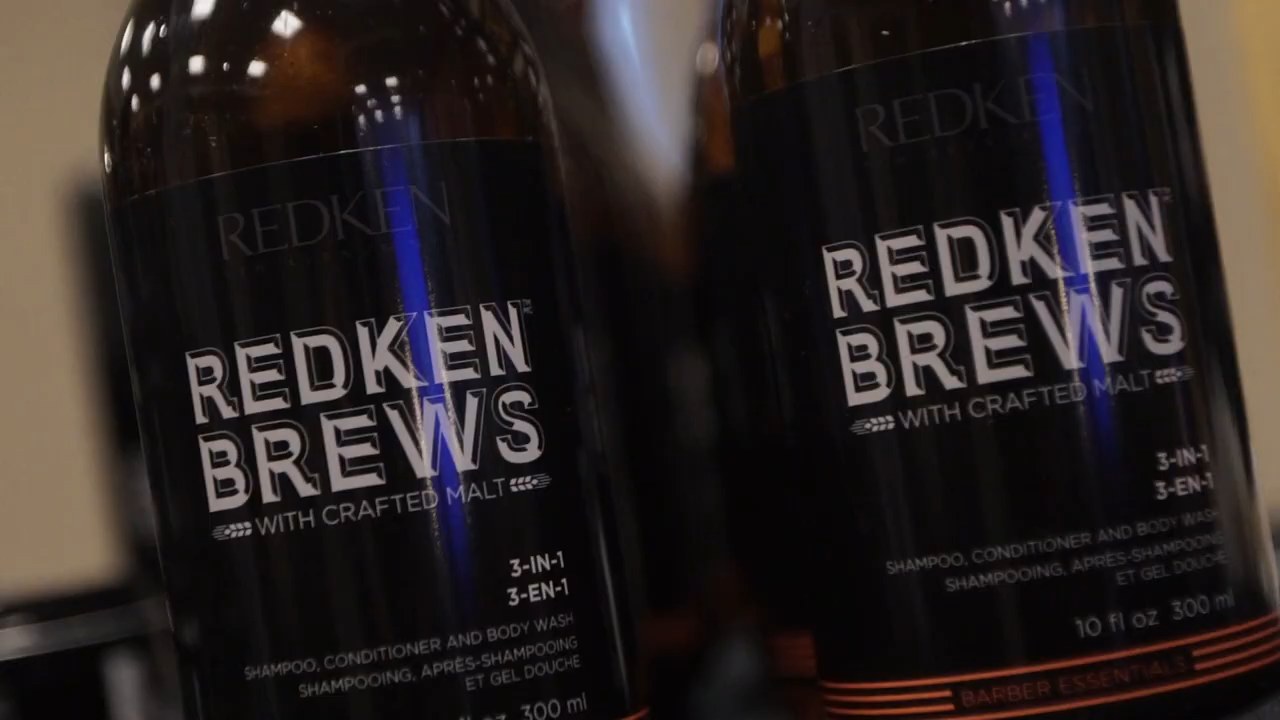 REDKEN
REDKEN
BREWS
WITH CRAFTED MALT
3-IN-1
3-EN-1
SHAMPOO, CONDITIONER AND BODY WASH
SHAMPOOING, APRÈS-SHAMPOOING
ET GEL DOUCHE
fl oz 300 ml
REDKEN
REDKEN
BREWS
WITH CRAFTED MALT
3-IN-1
3-EN-1
SHAMPOO, CONDITIONER AND BODY WASH
SHAMPOOING, APRÈS-SHAMPOOING
ET GEL DOUCHE
10 fl oz 300 ml
BARBER ESSENTIALS